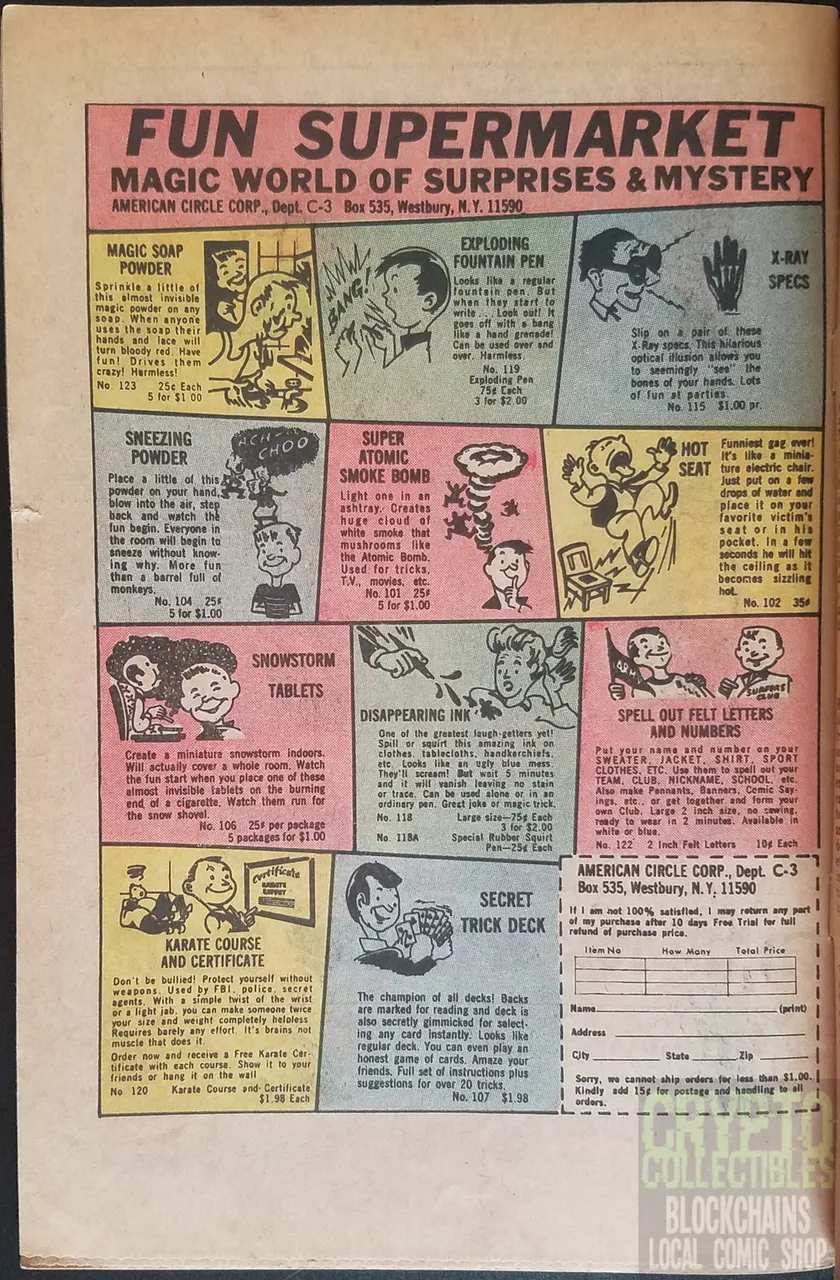 FUN SUPERMARKET
MAGIC WORLD OF SURPRISES & MYSTERY
AMERICAN CIRCLE CORP., Dept. C-3 Box 535, Westbury, N.Y. 11590
MAGIC SOAP
POWDER
Sprinkle a little of
this almost invisible
magic powder on any
soap. When anyone
uses the soap their
hands and face will
turn bloody red. Have
fun! Drives them
crazy! Harmless!
No. 123 25¢ Each
5 for $1 00
BANG!
EXPLODING
FOUNTAIN PEN
Looks like a regular
fountain pen. But
when they start to
write... Look out! It
goes off with a bang
like a hand grenade!
Can be used over and
over. Harmless.
No. 119
Exploding Pen
75¢ Each
3 for $2.00
X-RAY
SPECS
Slip on a pair of these
X-Ray specs. This hilarious
optical illusion allows you
to seemingly "see" the
bones of your hands. Lots
of fun at parties.
No. 115 $1.00 pr.
SNEEZING
POWDER
ACH-
CHOO
Place a little of this
powder on your hand,
blow into the air, step
back and watch the
fun begin. Everyone in
the room will begin to
sneeze without know-
ing why. More fun
than a barrel full of
monkeys.
No. 104 25¢
5 for $1.00
SUPER
ATOMIC
SMOKE BOMB
Light one in an
ashtray. Creates
huge cloud of
white smoke that
mushrooms like
the Atomic Bomb.
Used for tricks,
T.V., movies, etc.
No. 101 25¢
5 for $1.00
HOT
SEAT
Funniest gag ever!
It's like a minia-
ture electric chair.
Just put on a few
drops of water and
place it on your
favorite victim's
seat or in his
pocket. In a few
seconds he will hit
the ceiling as it
becomes sizzling
hot.
No. 102 35¢
SNOWSTORM
TABLETS
Create a miniature snowstorm indoors.
Will actually cover a whole room. Watch
the fun start when you place one of these
almost invisible tablets on the burning
end of a cigarette. Watch them run for
the snow shovel.
No. 106 25¢ per package
5 packages for $1.00
DISAPPEARING INK
One of the greatest laugh-getters yet!
Spill or squirt this amazing ink on
clothes, tablecloths, handkerchiefs,
etc. Looks like an ugly blue mess.
They'll scream! But wait 5 minutes
and it will vanish leaving no stain
or trace. Can be used alone or in an
ordinary pen. Great joke or magic trick.
No. 118 Large size—75¢ Each
3 for $2.00
No. 118A Special Rubber Squirt
Pen—25¢ Each
ARMY
SURFERS
CLUB
SPELL OUT FELT LETTERS
AND NUMBERS
Put your name and number on your
SWEATER, JACKET, SHIRT, SPORT
CLOTHES, ETC. Use them to spell out your
TEAM, CLUB, NICKNAME, SCHOOL, etc.
Also make Pennants, Banners, Comic Say-
ings, etc., or get together and form your
own Club. Large 2 inch size, no sewing,
ready to wear in 2 minutes. Available in
white or blue.
No. 122 2 Inch Felt Letters 10¢ Each
Certificate
KARATE
EXPERT
KARATE COURSE
AND CERTIFICATE
Don't be bullied! Protect yourself without
weapons. Used by FBI, police, secret
agents. With a simple twist of the wrist
or a light jab, you can make someone twice
your size and weight completely helpless
Requires barely any effort. It's brains not
muscle that does it.
Order now and receive a Free Karate Cer-
tificate with each course. Show it to your
friends or hang it on the wall
No 120 Karate Course and Certificate
$1.98 Each
SECRET
TRICK DECK
The champion of all decks! Backs
are marked for reading and deck is
also secretly gimmicked for select-
ing any card instantly. Looks like
regular deck. You can even play an
honest game of cards. Amaze your
friends. Full set of instructions plus
suggestions for over 20 tricks.
No. 107 $1.98
AMERICAN CIRCLE CORP., Dept. C-3
Box 535, Westbury, N.Y. 11590
If I am not 100% satisfied, I may return any part
of my purchase after 10 days Free Trial for full
refund of purchase price.
Item No How Many Total Price
Name (print)
Address
City State Zip
Sorry, we cannot ship orders for less than $1.00.
Kindly add 15¢ for postage and handling to all
orders.
CRYPTO
COLLECTIBLES
BLOCKCHAINS
LOCAL COMIC SHOP